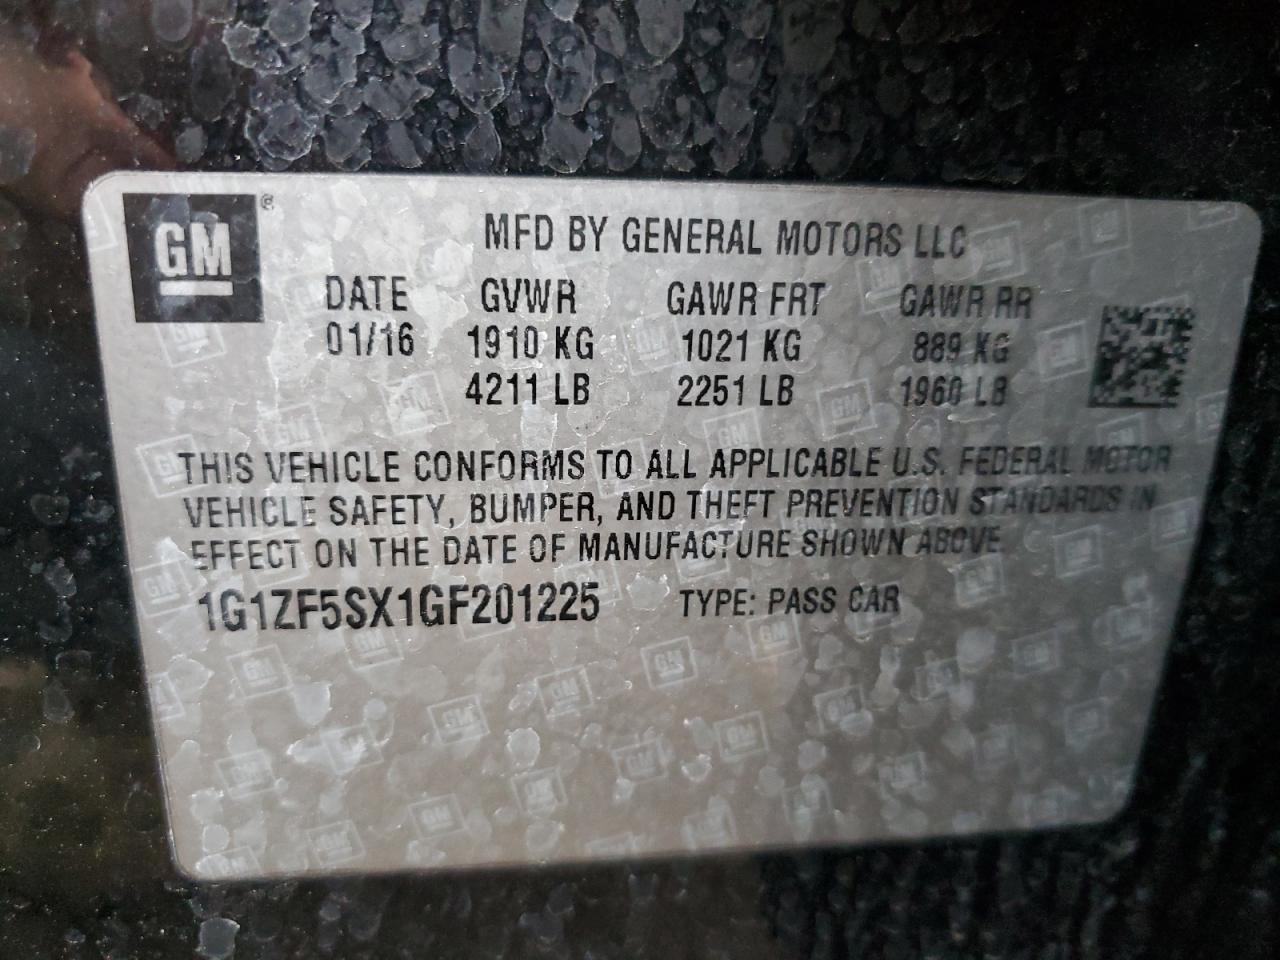 GM
MFD BY GENERAL MOTORS LLC
DATE GVWR GAWR FRT GAWR RR
01/16 1910 KG 1021 KG 889 KG
4211 LB 2251 LB 1960 LB
THIS VEHICLE CONFORMS TO ALL APPLICABLE U.S. FEDERAL MOTOR
VEHICLE SAFETY, BUMPER, AND THEFT PREVENTION STANDARDS IN
EFFECT ON THE DATE OF MANUFACTURE SHOWN ABOVE.
1G1ZF5SX1GF201225 TYPE: PASS CAR